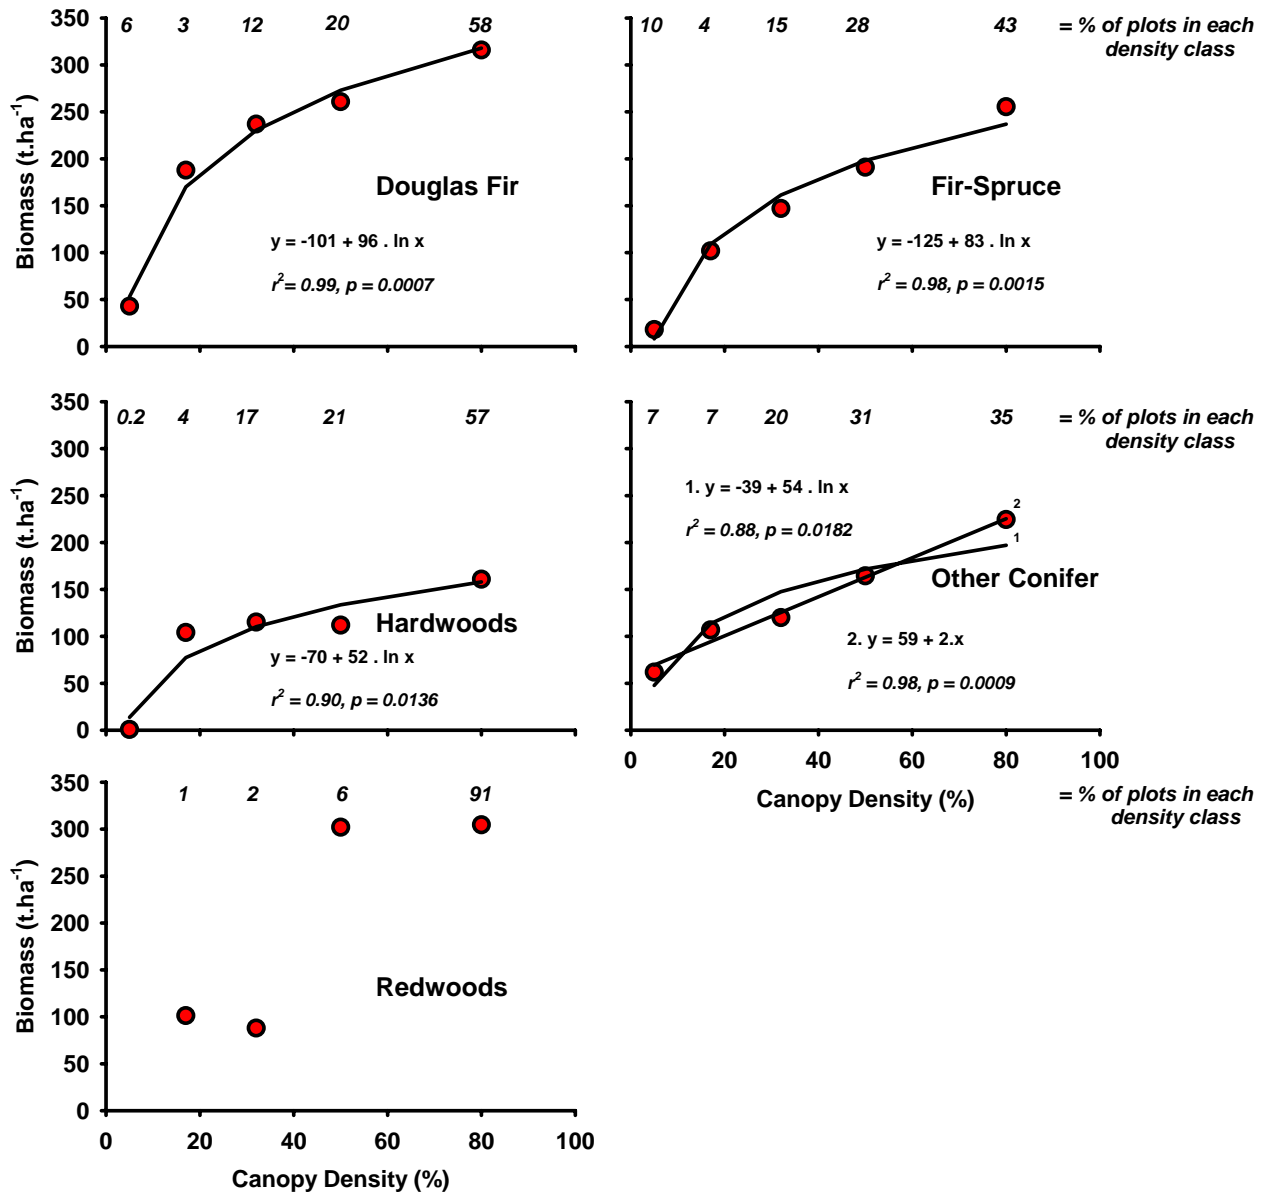 6 3 12 20 58
10 4 15 28 43 = % of plots in each
density class
350
300
250
200
150
100
50
0
Biomass (t.ha⁻¹)
Douglas Fir
y = -101 + 96 . ln x
r² = 0.99, p = 0.0007
Fir-Spruce
y = -125 + 83 . ln x
r² = 0.98, p = 0.0015
0.2 4 17 21 57
7 7 20 31 35 = % of plots in each
density class
350
300
250
200
150
100
50
0
Biomass (t.ha⁻¹)
Hardwoods
y = -70 + 52 . ln x
r² = 0.90, p = 0.0136
1. y = -39 + 54 . ln x
r² = 0.88, p = 0.0182
2
1
Other Conifer
2. y = 59 + 2.x
r² = 0.98, p = 0.0009
0 20 40 60 80 100
Canopy Density (%)
1 2 6 91
= % of plots in each
density class
350
300
250
200
150
100
50
0
Biomass (t.ha⁻¹)
Redwoods
0 20 40 60 80 100
Canopy Density (%)